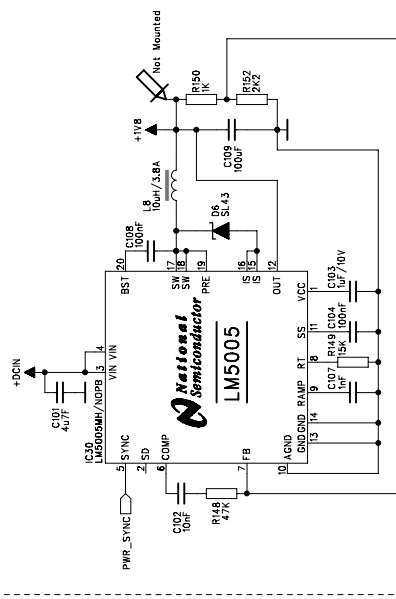 Not Mounted
R150
1K
R152
2K2
+1V8
C109
100uF
L8
10uH/3.8A
D6
SL43
C108
100nF
20
17
18
19
16
15
12
BST
SW
SW
PRE
IS
IS
OUT
+DCIN
C101
4u7F
4
3
VIN
VIN
IC30
LM5005MH/NOPB
National
Semiconductor
LM5005
VCC
SS
RT
RAMP
GND
GND
AGND
1
11
8
9
14
13
10
C103
1uF/10V
C104
100nF
R149
15K
C107
1nF
SYNC
SD
COMP
FB
5
2
6
7
PWR_SYNC
C102
10nF
R148
47K